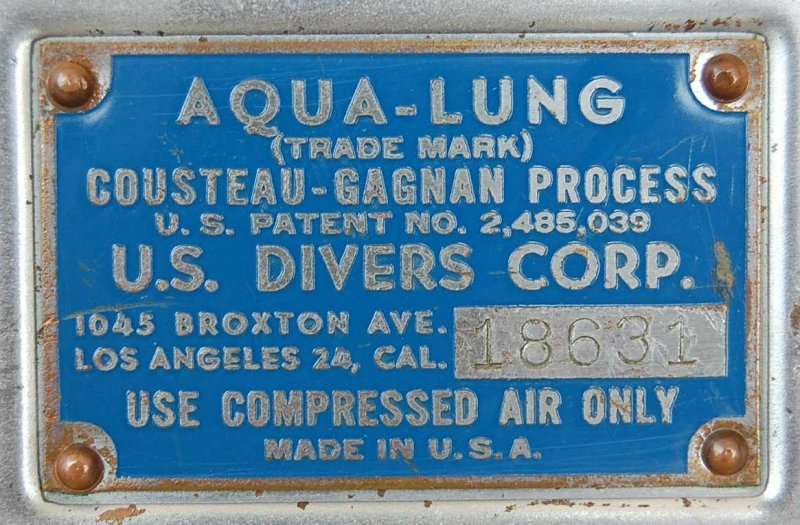 AQUA-LUNG
(TRADE MARK)
COUSTEAU-GAGNAN PROCESS
U.S. PATENT NO. 2,485,039
U.S. DIVERS CORP.
1045 BROXTON AVE.
LOS ANGELES 24, CAL.
18631
USE COMPRESSED AIR ONLY
MADE IN U.S.A.